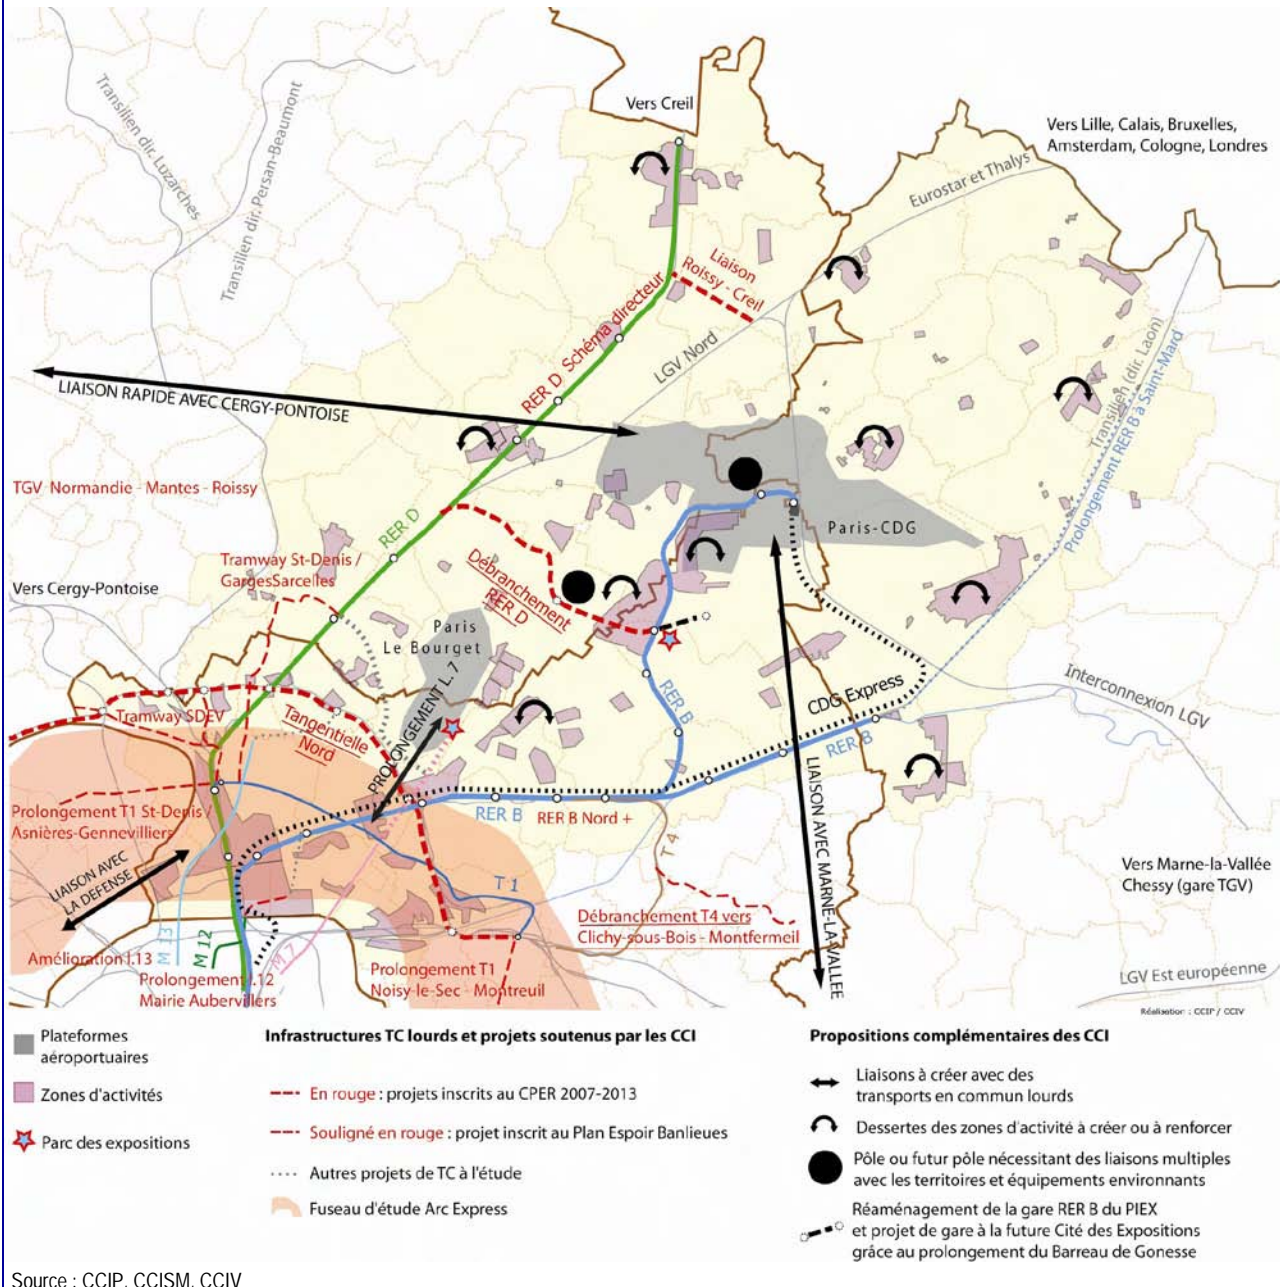 Vers Creil
Vers Lille, Calais, Bruxelles,
Amsterdam, Cologne, Londres
Transilien dir. Luzarches
Transilien dir. Persan-Beaumont
Eurostar et Thalys
Liaison
Roissy - Creil
RER D Schéma directeur
LGV Nord
Transilien (dir. Laon)
Prolongement RER B à Saint-Mard
LIAISON RAPIDE AVEC CERGY-PONTOISE
TGV Normandie - Mantes - Roissy
RER D
Paris-CDG
Tramway St-Denis /
GargesSarcelles
Débranchement
RER D
Vers Cergy-Pontoise
Paris
Le Bourget
PROLONGEMENT L. 7
RER B
CDG Express
Interconnexion LGV
Tramway SDEV
Tangentielle
Nord
RER B
LIAISON AVEC MARNE-LA-VALLEE
Prolongement T1 St-Denis /
Asnières-Gennevilliers
RER B
RER B Nord +
T 4
LIAISON AVEC
LA DEFENSE
T 1
Vers Marne-la-Vallée
Chessy (gare TGV)
Débranchement T4 vers
Clichy-sous-Bois - Montfermeil
Amélioration l.13
M 13
M 12
M 7
Prolongement l.12
Mairie Aubervillers
Prolongement T1
Noisy-le-Sec - Montreuil
LGV Est européenne
Réalisation : CCIP / CCIV
Plateformes
aéroportuaires
Zones d'activités
Parc des expositions
Infrastructures TC lourds et projets soutenus par les CCI
En rouge : projets inscrits au CPER 2007-2013
Souligné en rouge : projet inscrit au Plan Espoir Banlieues
Autres projets de TC à l'étude
Fuseau d'étude Arc Express
Propositions complémentaires des CCI
Liaisons à créer avec des
transports en commun lourds
Dessertes des zones d'activité à créer ou à renforcer
Pôle ou futur pôle nécessitant des liaisons multiples
avec les territoires et équipements environnants
Réaménagement de la gare RER B du PIEX
et projet de gare à la future Cité des Expositions
grâce au prolongement du Barreau de Gonesse
Source : CCIP, CCISM, CCIV